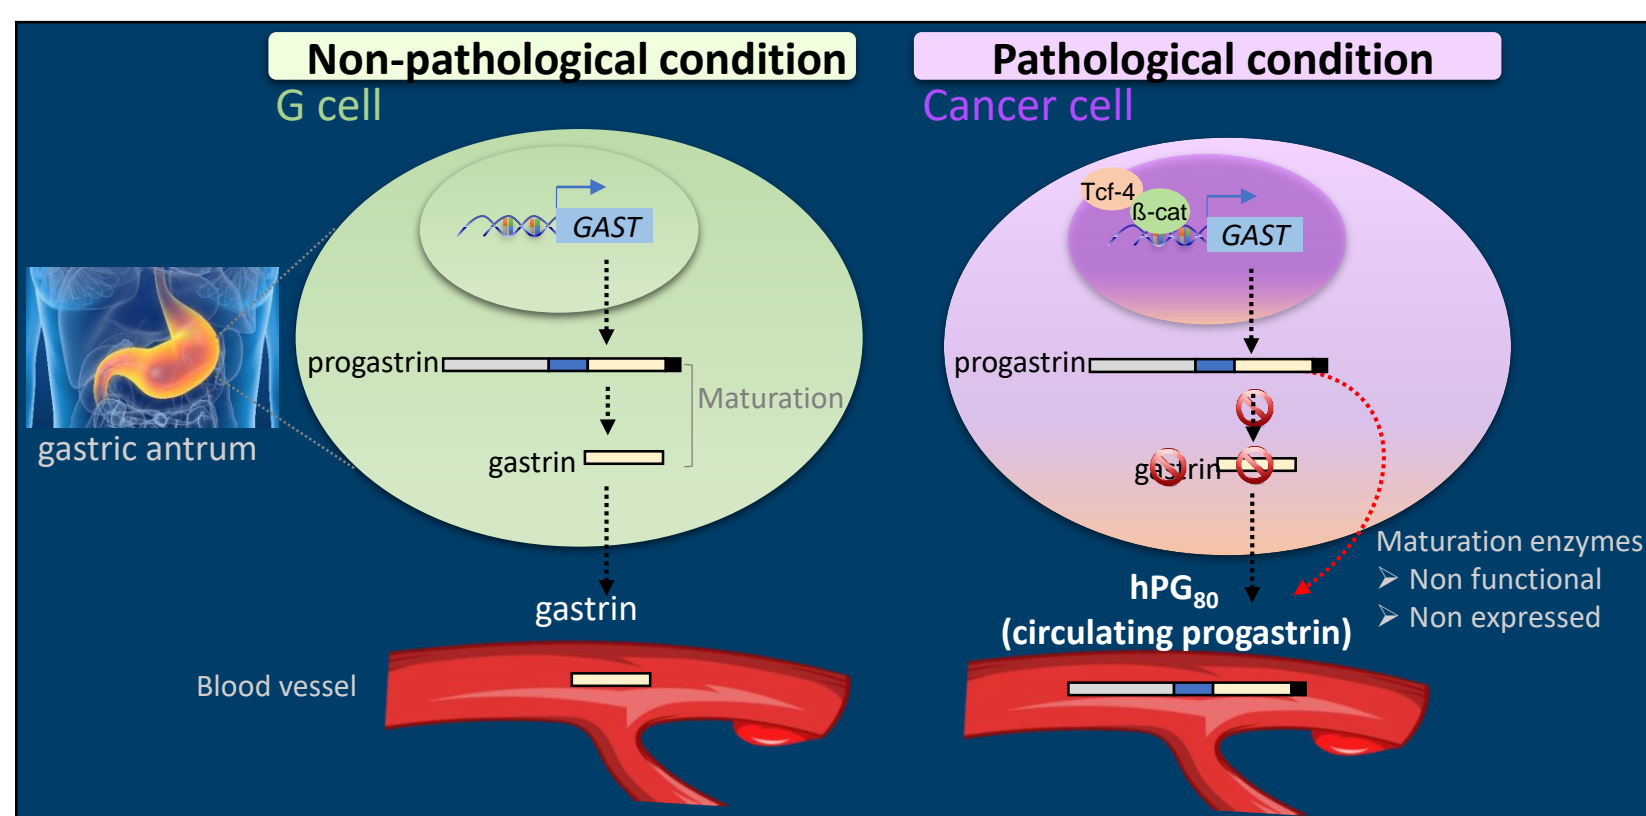 Non-pathological condition
G cell
GAST
progastrin
Maturation
gastrin
gastrin
gastric antrum
Blood vessel
Pathological condition
Cancer cell
Tcf-4
ß-cat
GAST
progastrin
gastrin
Maturation enzymes
➢ Non functional
➢ Non expressed
hPG80
(circulating progastrin)